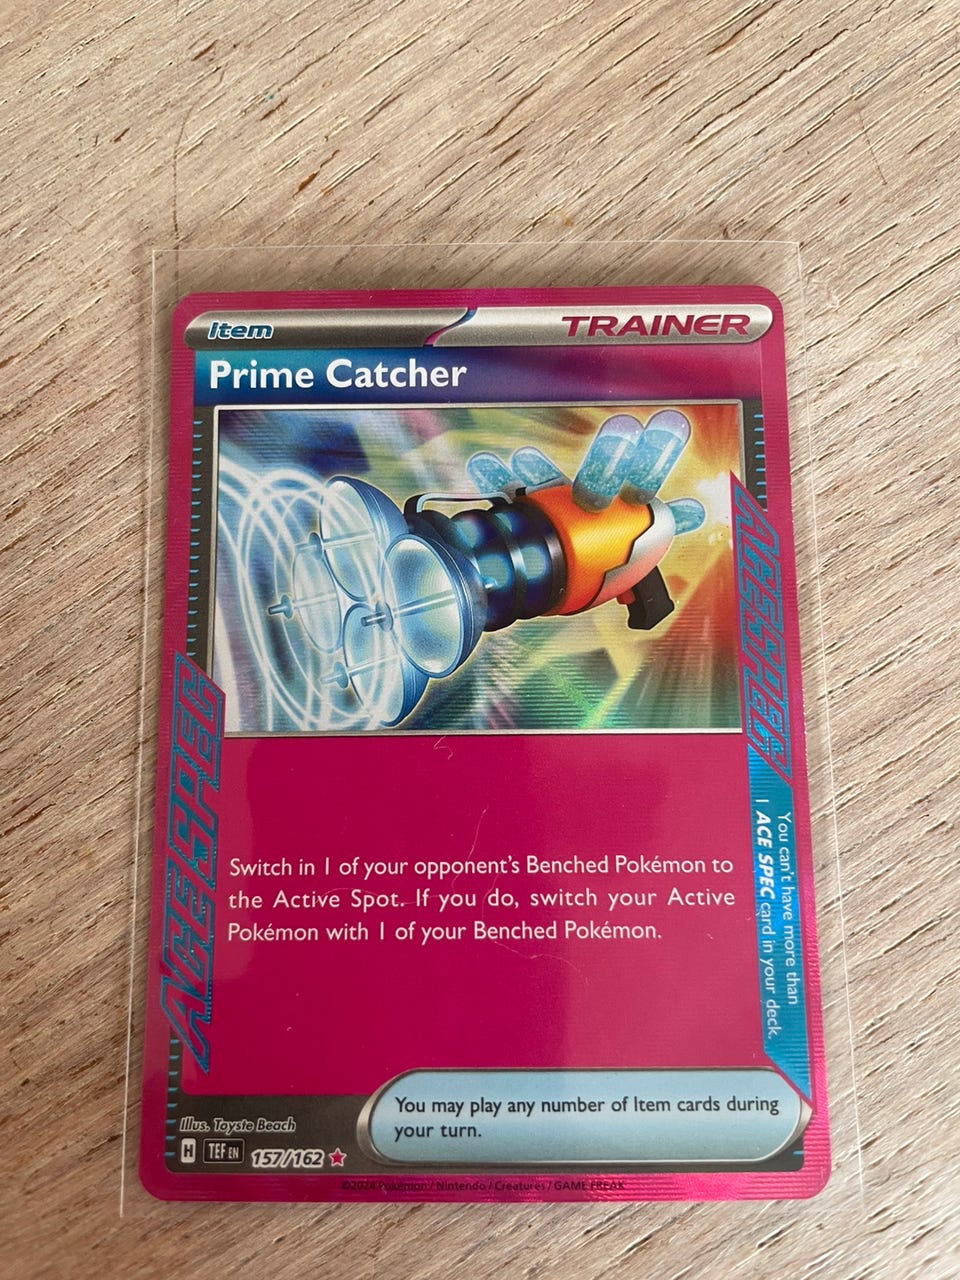 Item
TRAINER
Prime Catcher
ACE SPEC
ACE SPEC
You can't have more than
1 ACE SPEC card in your deck.
Switch in 1 of your opponent's Benched Pokémon to
the Active Spot. If you do, switch your Active
Pokémon with 1 of your Benched Pokémon.
You may play any number of Item cards during
your turn.
Illus. Toyste Beach
H TEF EN 157/162
©2024 Pokémon / Nintendo / Creatures / GAME FREAK